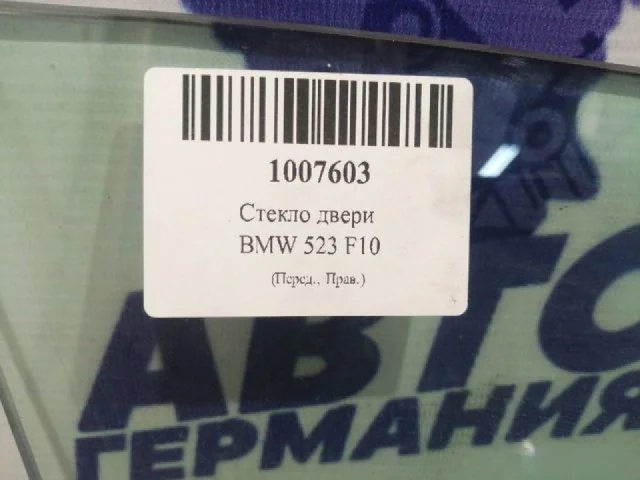 1007603
Стекло двери
BMW 523 F10
(Перед., Прав.)
АВТО
ГЕРМАНИЯ